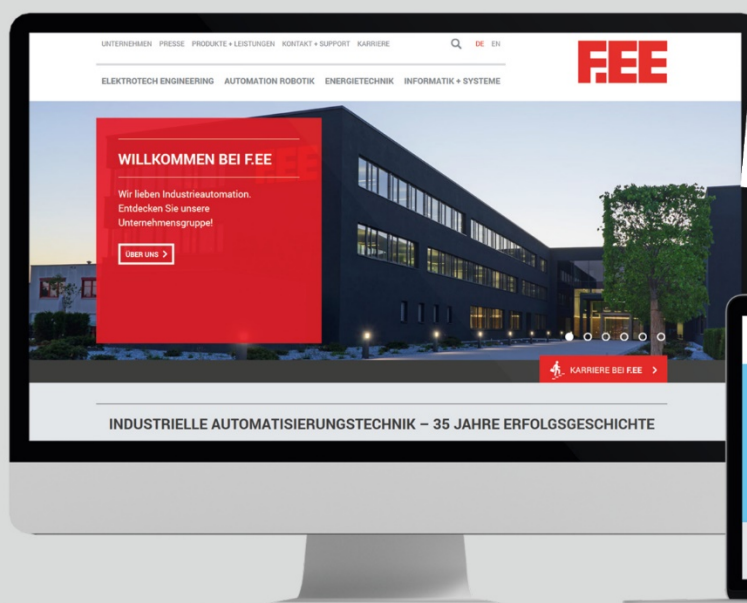 UNTERNEHMEN PRESSE PRODUKTE + LEISTUNGEN KONTAKT + SUPPORT KARRIERE DE EN
F.EE
ELEKTROTECH ENGINEERING AUTOMATION ROBOTIK ENERGIETECHNIK INFORMATIK + SYSTEME
WILLKOMMEN BEI F.EE
Wir lieben Industrieautomation.
Entdecken Sie unsere
Unternehmensgruppe!
ÜBER UNS >
KARRIERE BEI F.EE >
INDUSTRIELLE AUTOMATISIERUNGSTECHNIK – 35 JAHRE ERFOLGSGESCHICHTE